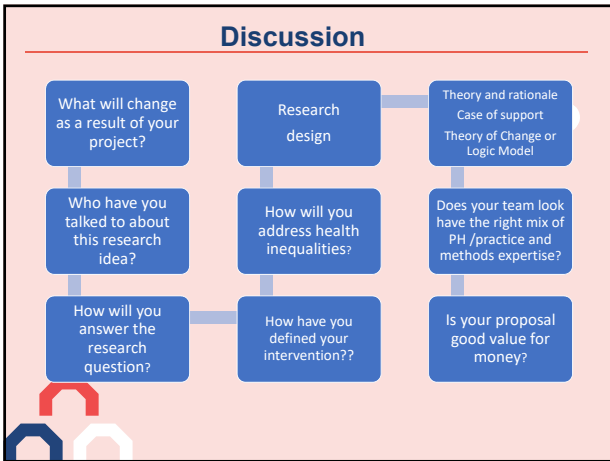 Discussion
What will change
as a result of your
project?
Who have you
talked to about
this research
idea?
How will you
answer the
research
question?
How have you
defined your
intervention??
How will you
address health
inequalities?
Research
design
Theory and rationale
Case of support
Theory of Change or
Logic Model
Does your team look
have the right mix of
PH /practice and
methods expertise?
Is your proposal
good value for
money?